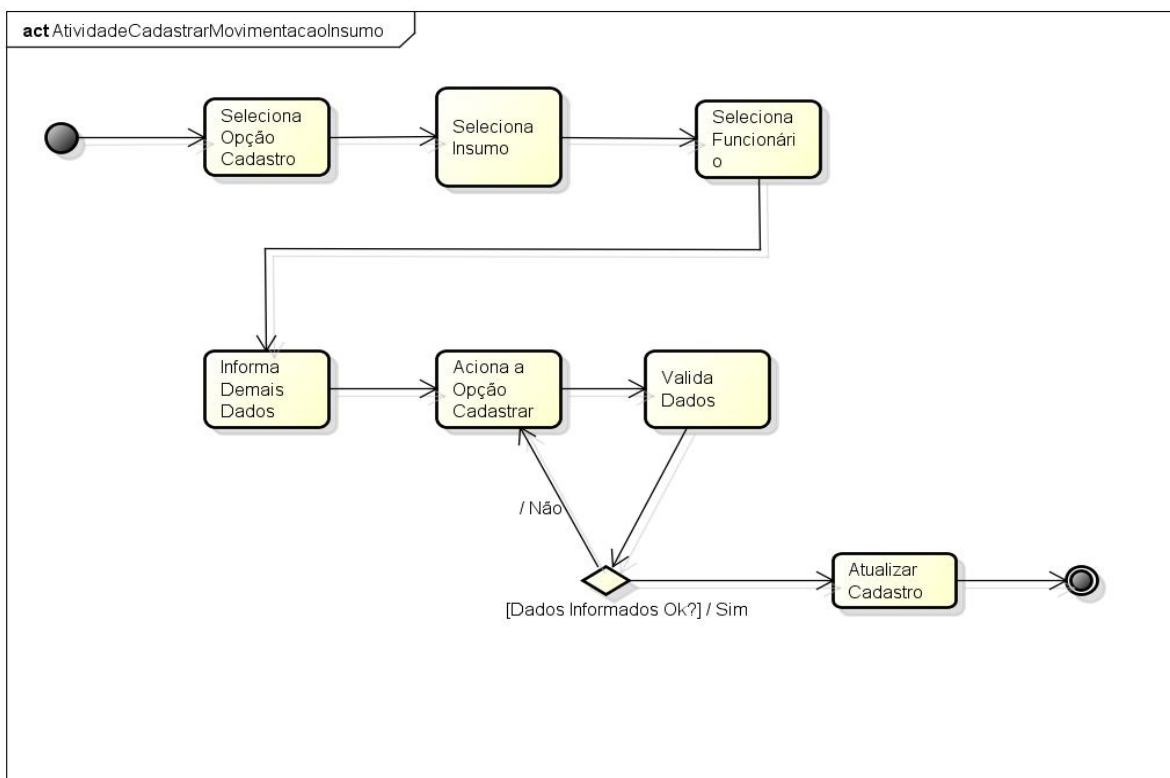 act AtividadeCadastrarMovimentacaoInsumo
Seleciona
Opção
Cadastro
Seleciona
Insumo
Seleciona
Funcionári
o
Informa
Demais
Dados
Aciona a
Opção
Cadastrar
Valida
Dados
/ Não
[Dados Informados Ok?] / Sim
Atualizar
Cadastro